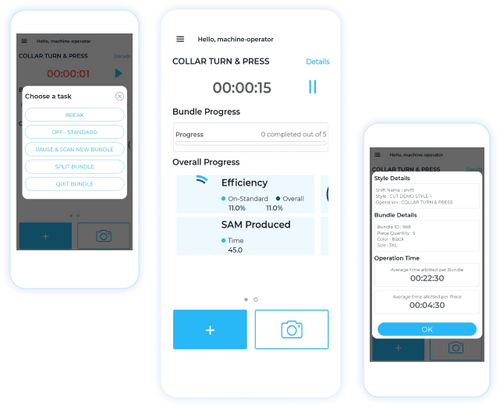 Hello, machine-operator
COLLAR TURN & PRESS
Details
00:00:01
Choose a task
BREAK
OFF - STANDARD
PAUSE & SCAN NEW BUNDLE
SPLIT BUNDLE
QUIT BUNDLE
+
Hello, machine-operator
COLLAR TURN & PRESS
Details
00:00:15
Bundle Progress
Progress
0 completed out of 5
Overall Progress
Efficiency
On-Standard
Overall
11.0%
11.0%
SAM Produced
Time
45.0
+
Hello, machine-operator
COLLAR TURN & PRESS
Details
Style Details
Shift Name : shift1
Style : CUT DEMO STYLE-1
Operation : COLLAR TURN & PRESS
Bundle Details
Piece Quantity: 5
Color : Black
Size : 3XL
Operation Time
Average time allotted per Bundle
00:22:30
Average time allotted per Piece
00:04:30
OK
+